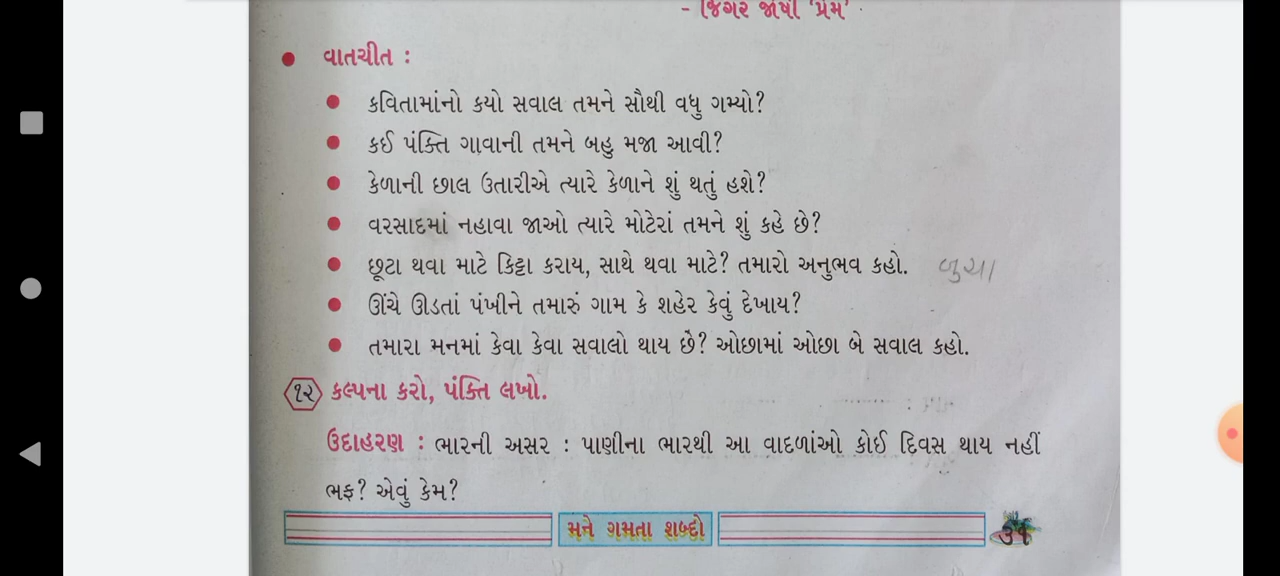 - જિગર જોષી 'પ્રેમ'
• વાતચીત :
• કવિતામાંનો કયો સવાલ તમને સૌથી વધુ ગમ્યો?
• કઈ પંક્તિ ગાવાની તમને બહુ મજા આવી?
• કેળાની છાલ ઉતારીએ ત્યારે કેળાને શું થતું હશે?
• વરસાદમાં નહાવા જાઓ ત્યારે મોટેરાં તમને શું કહે છે?
• છૂટા થવા માટે કિટ્ટા કરાય, સાથે થવા માટે? તમારો અનુભવ કહો. બુચા
• ઊંચે ઊડતાં પંખીને તમારું ગામ કે શહેર કેવું દેખાય?
• તમારા મનમાં કેવા કેવા સવાલો થાય છે? ઓછામાં ઓછા બે સવાલ કહો.
૧૨ કલ્પના કરો, પંક્તિ લખો.
ઉદાહરણ : ભારની અસર : પાણીના ભારથી આ વાદળાંઓ કોઈ દિવસ થાય નહીં
ભફ? એવું કેમ?
મને ગમતા શબ્દો ૩૧